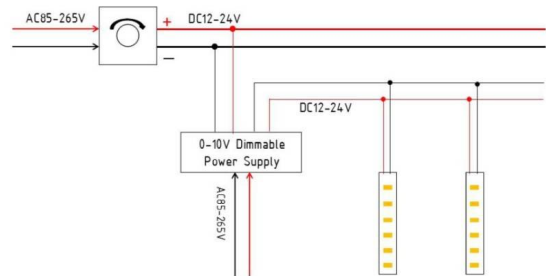 AC85-265V
+
DC12-24V
−
DC12-24V
0-10V Dimmable
Power Supply
AC85-265V